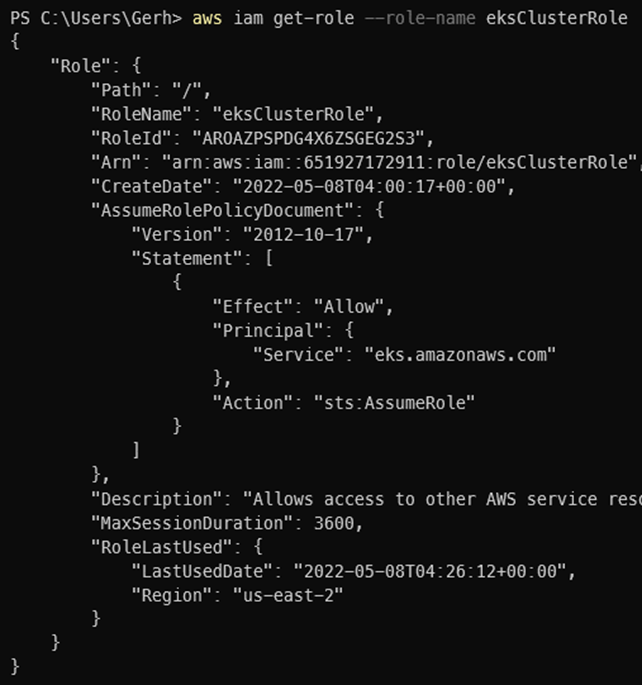 PS C:\Users\Gerh> aws iam get-role --role-name eksClusterRole
{
    "Role": {
        "Path": "/",
        "RoleName": "eksClusterRole",
        "RoleId": "AROAZPSPDG4X6ZSGEG2S3",
        "Arn": "arn:aws:iam::651927172911:role/eksClusterRole",
        "CreateDate": "2022-05-08T04:00:17+00:00",
        "AssumeRolePolicyDocument": {
            "Version": "2012-10-17",
            "Statement": [
                {
                    "Effect": "Allow",
                    "Principal": {
                        "Service": "eks.amazonaws.com"
                    },
                    "Action": "sts:AssumeRole"
                }
            ]
        },
        "Description": "Allows access to other AWS service
        "MaxSessionDuration": 3600,
        "RoleLastUsed": {
            "LastUsedDate": "2022-05-08T04:26:12+00:00",
            "Region": "us-east-2"
        }
    }
}